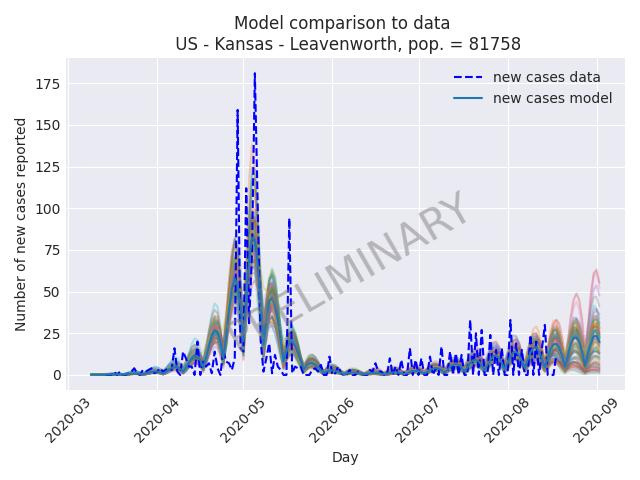 Model comparison to data
US - Kansas - Leavenworth, pop. = 81758
new cases data
new cases model
Number of new cases reported
175
150
125
100
75
50
25
0
PRELIMINARY
2020-03
2020-04
2020-05
2020-06
2020-07
2020-08
2020-09
Day